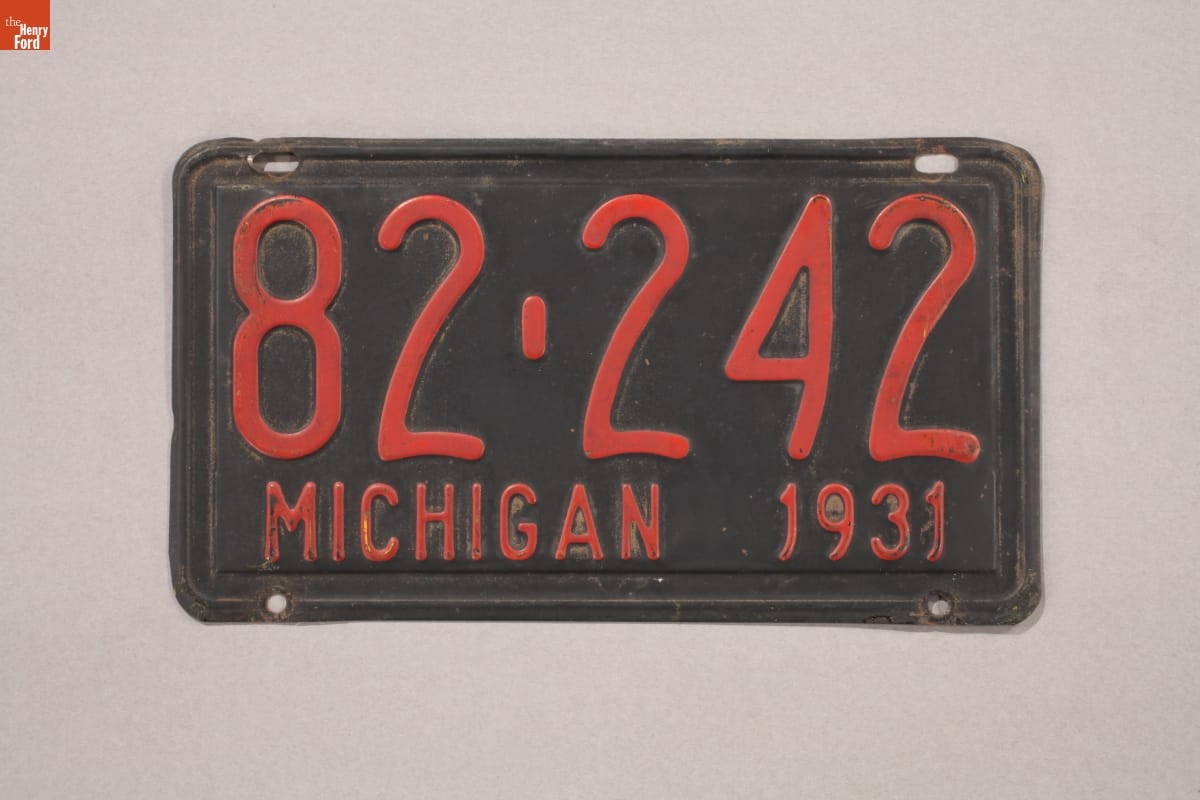 the
Henry
Ford
82-242
MICHIGAN 1931